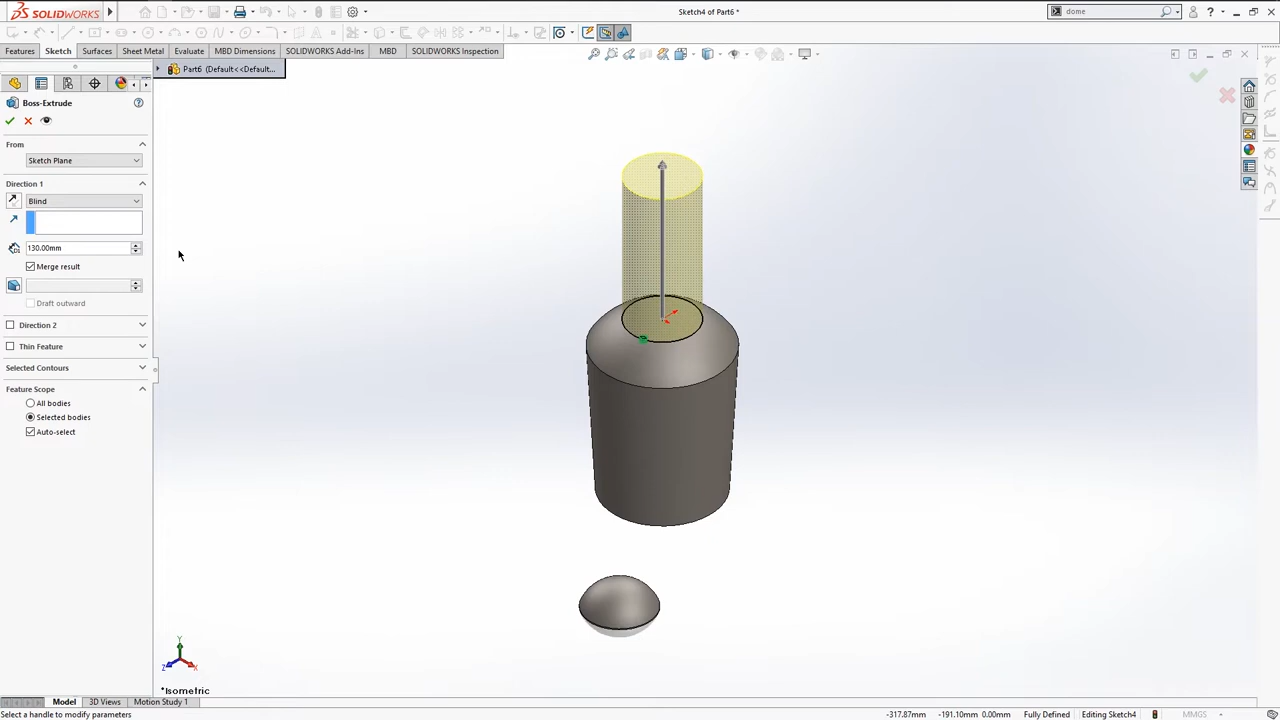 SOLIDWORKS
Sketch4 of Part6 *
dome
Features Sketch Surfaces Sheet Metal Evaluate MBD Dimensions SOLIDWORKS Add-Ins MBD SOLIDWORKS Inspection
Part6 (Default<<Default...
Boss-Extrude
From
Sketch Plane
Direction 1
Blind
130.00mm
Merge result
Draft outward
Direction 2
Thin Feature
Selected Contours
Feature Scope
All bodies
Selected bodies
Auto-select
Y
Z X
*Isometric
Model 3D Views Motion Study 1
Select a handle to modify parameters -317.87mm -191.10mm 0.00mm Fully Defined Editing Sketch4 MMGS